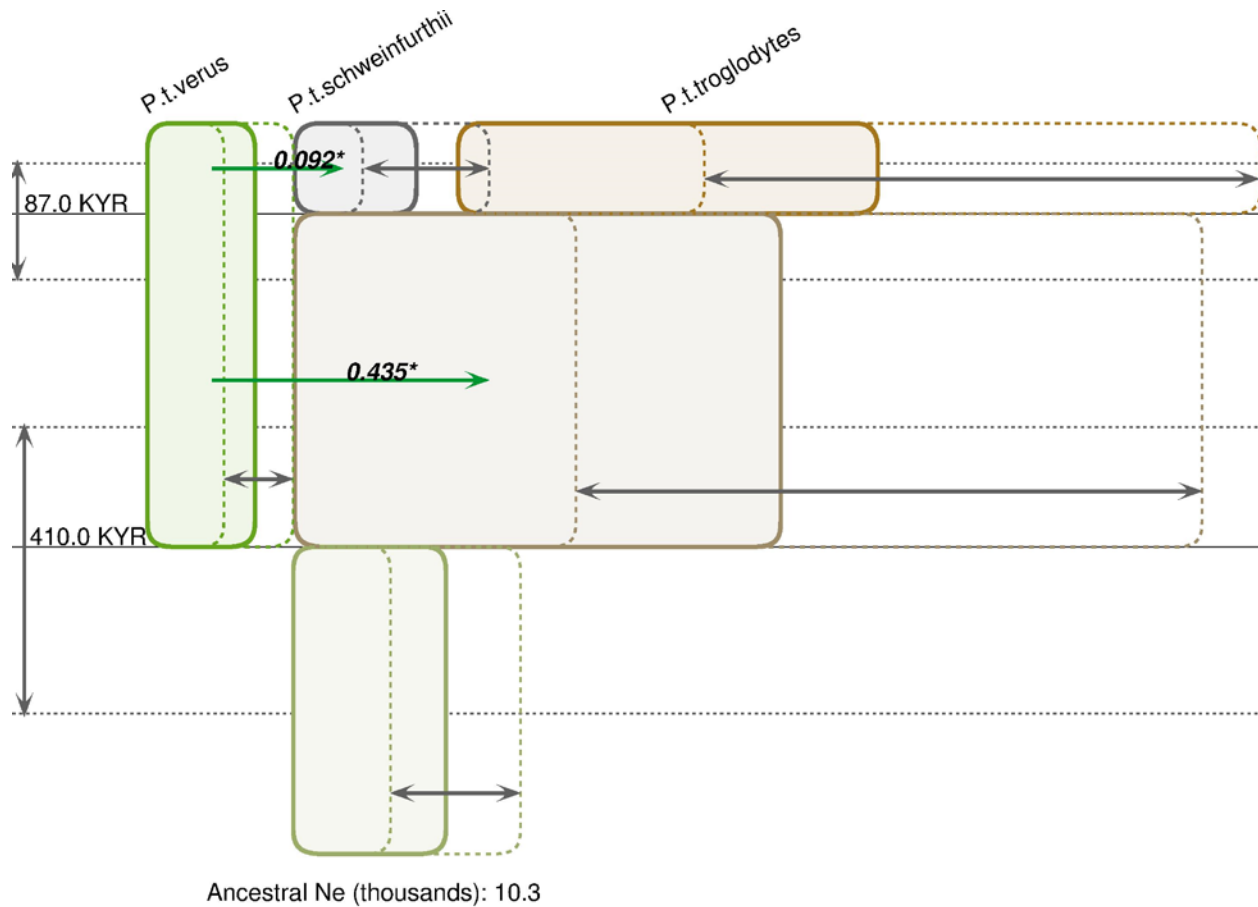 P.t.verus
P.t.schweinfurthii
P.t.troglodytes
0.092*
87.0 KYR
0.435*
410.0 KYR
Ancestral Ne (thousands): 10.3